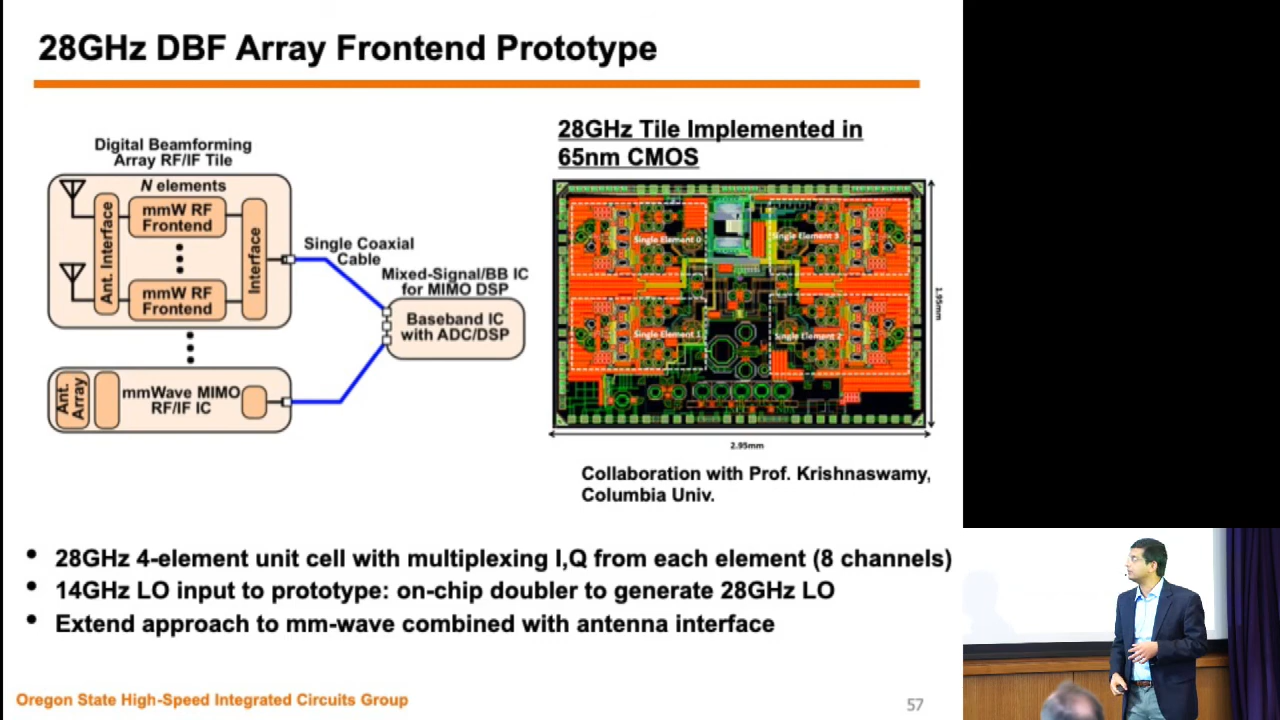 28GHz DBF Array Frontend Prototype
Digital Beamforming
Array RF/IF Tile
N elements
Ant. Interface
mmW RF
Frontend
mmW RF
Frontend
Interface
Single Coaxial
Cable
Mixed-Signal/BB IC
for MIMO DSP
Baseband IC
with ADC/DSP
Ant.
Array
mmWave MIMO
RF/IF IC
28GHz Tile Implemented in
65nm CMOS
Single Element 0
Single Element 3
Single Element 1
Single Element 2
1.95mm
2.95mm
Collaboration with Prof. Krishnaswamy,
Columbia Univ.
• 28GHz 4-element unit cell with multiplexing I,Q from each element (8 channels)
• 14GHz LO input to prototype: on-chip doubler to generate 28GHz LO
• Extend approach to mm-wave combined with antenna interface
Oregon State High-Speed Integrated Circuits Group
57